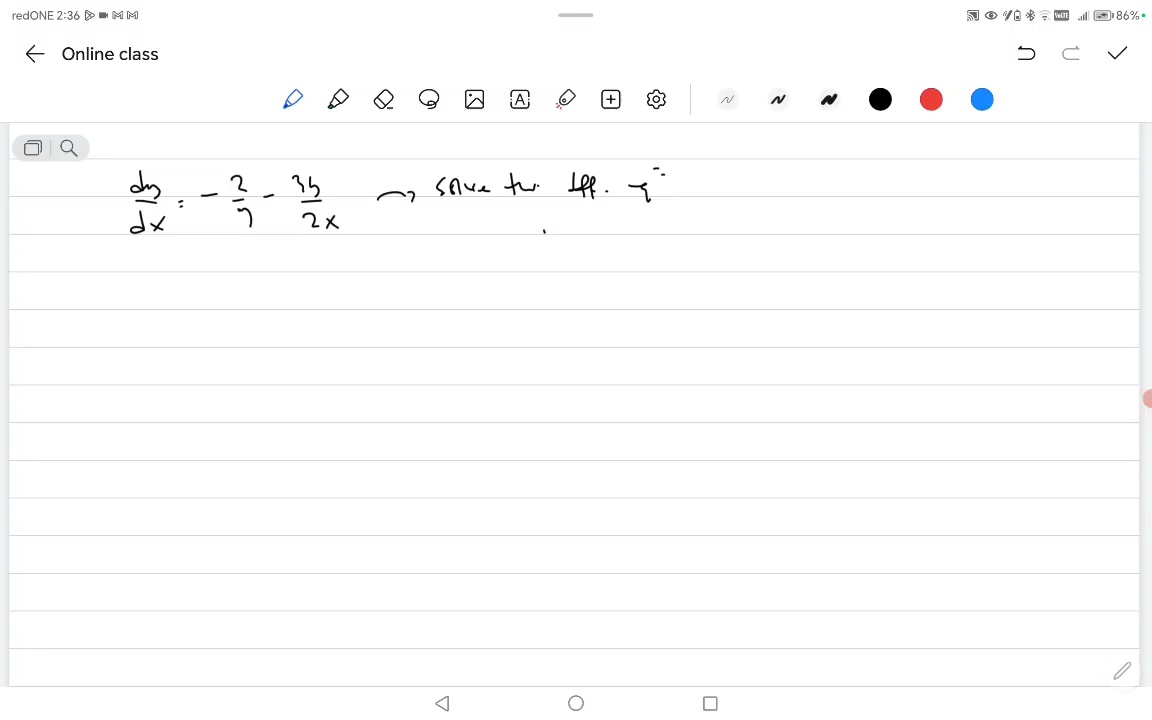 redONE 2:36 86%
Online class
dy/dx = - 2/y - 3y/2x → solve the diff. eq